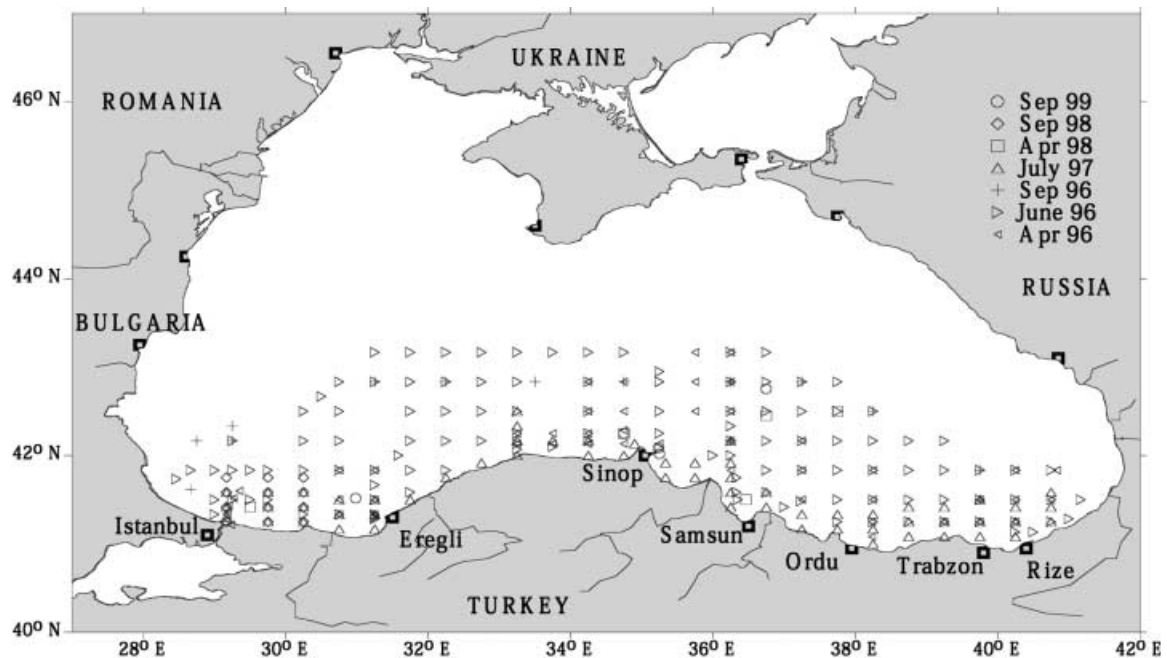 UKRAINE
ROMANIA
46° N
Sep 99
Sep 98
Apr 98
July 97
Sep 96
June 96
Apr 96
44° N
RUSSIA
BULGARIA
42° N
Sinop
Istanbul
Eregli
Samsun
Ordu
Trabzon
Rize
TURKEY
40° N
28° E
30° E
32° E
34° E
36° E
38° E
40° E
42° E